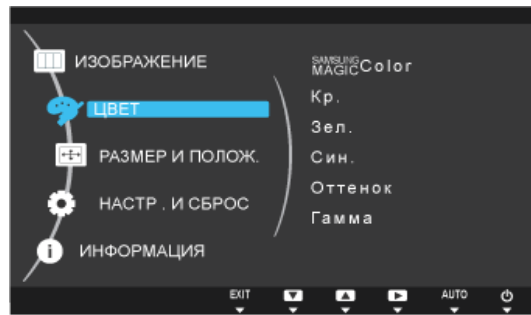 ИЗОБРАЖЕНИЕ
ЦВЕТ
РАЗМЕР И ПОЛОЖ.
НАСТР . И СБРОС
ИНФОРМАЦИЯ
SAMSUNG MAGIC Color
Кр.
Зел.
Син.
Оттенок
Гамма
EXIT AUTO